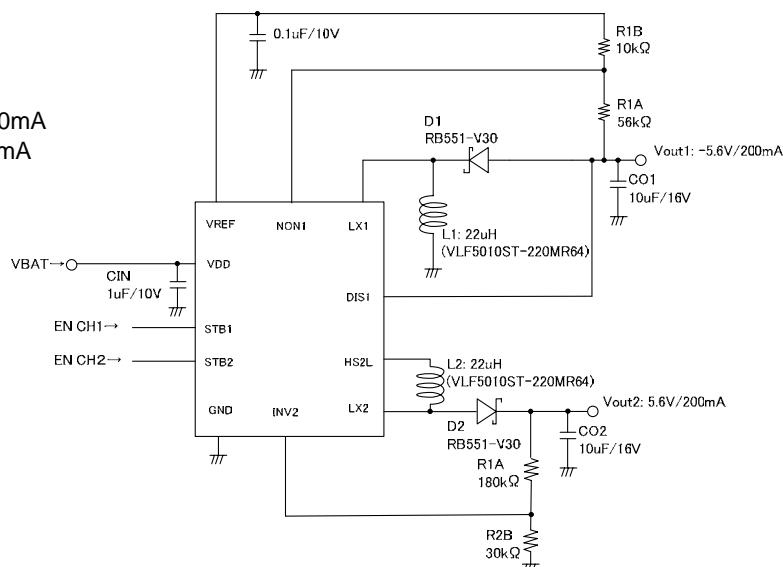 0.1uF/10V
R1B
10kΩ
R1A
56kΩ
0mA
mA
D1
RB551-V30
Vout1: -5.6V/200mA
CO1
10uF/16V
VREF
NON1
LX1
L1: 22uH
(VLF5010ST-220MR64)
VBAT→
VDD
CIN
1uF/10V
DIS1
EN CH1→
STB1
EN CH2→
STB2
HS2L
L2: 22uH
(VLF5010ST-220MR64)
GND
INV2
LX2
D2
RB551-V30
Vout2: 5.6V/200mA
CO2
10uF/16V
R1A
180kΩ
R2B
30kΩ